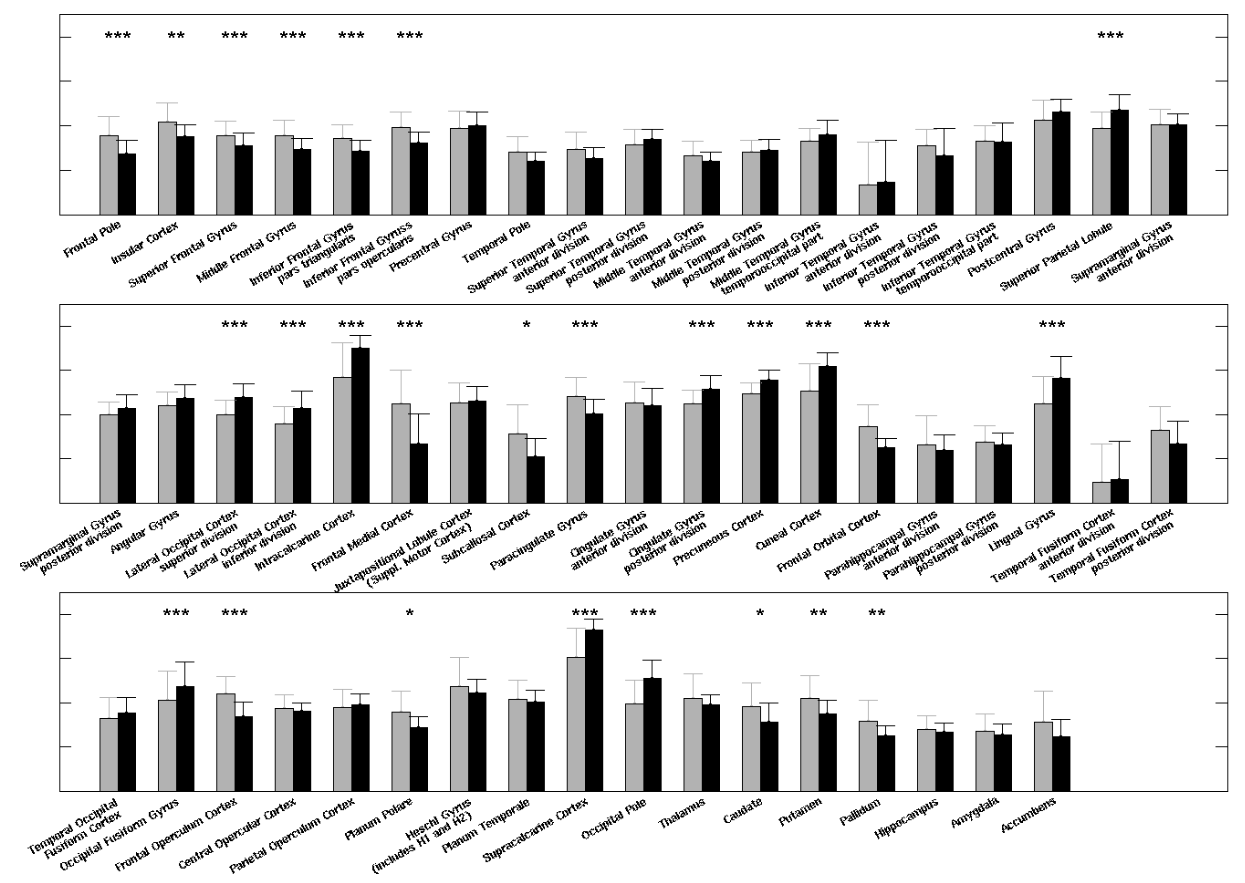 *** ** *** *** *** *** ***
Frontal Pole
Insular Cortex
Superior Frontal Gyrus
Middle Frontal Gyrus
Inferior Frontal Gyrus
pars triangularis
Inferior Frontal Gyruss
pars opercularis
Precentral Gyrus
Temporal Pole
Superior Temporal Gyrus
anterior division
Superior Temporal Gyrus
posterior division
Middle Temporal Gyrus
anterior division
Middle Temporal Gyrus
posterior division
Middle Temporal Gyrus
temporooccipital part
Inferior Temporal Gyrus
anterior division
Inferior Temporal Gyrus
posterior division
Inferior Temporal Gyrus
temporooccipital part
Postcentral Gyrus
Superior Parietal Lobule
Supramarginal Gyrus
anterior division
*** *** *** *** * *** *** *** *** *** ***
Supramarginal Gyrus
posterior division
Angular Gyrus
Lateral Occipital Cortex
superior division
Lateral Occipital Cortex
inferior division
Intracalcarine Cortex
Frontal Medial Cortex
Juxtapositional Lobule Cortex
(Suppl. Motor Cortex)
Subcallosal Cortex
Paracingulate Gyrus
Cingulate Gyrus
anterior division
Cingulate Gyrus
posterior division
Precuneous Cortex
Cuneal Cortex
Frontal Orbital Cortex
Parahippocampal Gyrus
anterior division
Parahippocampal Gyrus
posterior division
Lingual Gyrus
Temporal Fusiform Cortex
anterior division
Temporal Fusiform Cortex
posterior division
*** *** * *** *** * ** **
Temporal Occipital
Fusiform Cortex
Occipital Fusiform Gyrus
Frontal Operculum Cortex
Central Opercular Cortex
Parietal Operculum Cortex
Planum Polare
Heschl Gyrus
(includes H1 and H2)
Planum Temporale
Supracalcarine Cortex
Occipital Pole
Thalamus
Caudate
Putamen
Pallidum
Hippocampus
Amygdala
Accumbens